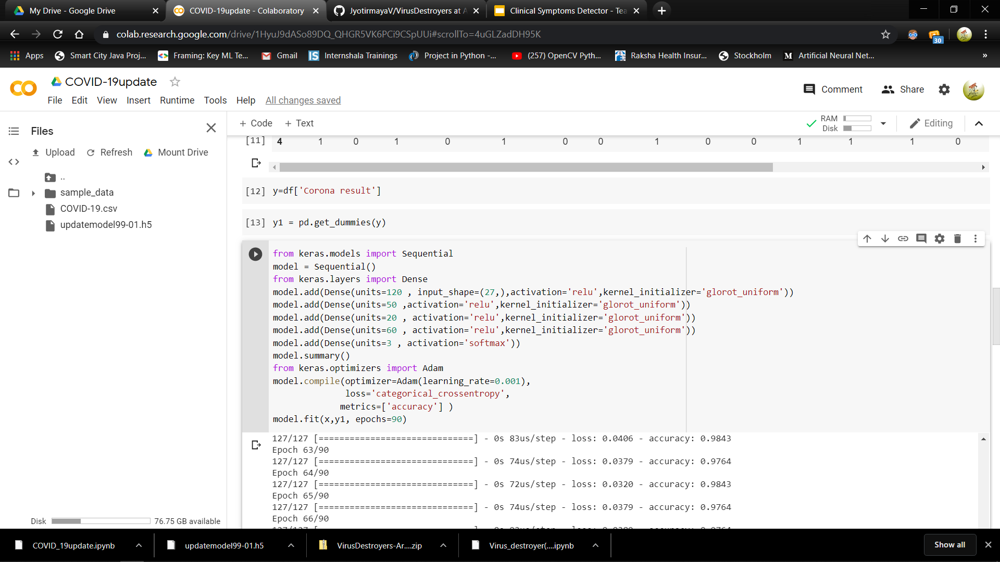 My Drive - Google Drive
COVID-19update - Colaboratory
JyotirmayaV/VirusDestroyers at A
Clinical Symptoms Detector - Tea
colab.research.google.com/drive/1HyuJ9dASo89DQ_QHGR5VK6PCi9CSpUUi#scrollTo=4uGLZadDH95K
30
Apps
Smart City Java Proj...
Framing: Key ML Te...
Gmail
Internshala Trainings
Project in Python -...
(257) OpenCV Pyth...
Raksha Health Insur...
Stockholm
Artificial Neural Net...
»
COVID-19update
Comment
Share
File Edit View Insert Runtime Tools Help All changes saved
Files
+ Code + Text
RAM
Disk
Editing
Upload Refresh Mount Drive
..
sample_data
COVID-19.csv
updatemodel99-01.h5
Disk 76.75 GB available
[11] 4 1 0 1 0 1 0 0 1 0 0 1 1 1 0
[12] y=df['Corona result']
[13] y1 = pd.get_dummies(y)
from keras.models import Sequential
model = Sequential()
from keras.layers import Dense
model.add(Dense(units=120 , input_shape=(27,),activation='relu',kernel_initializer='glorot_uniform'))
model.add(Dense(units=50 ,activation='relu',kernel_initializer='glorot_uniform'))
model.add(Dense(units=20 , activation='relu',kernel_initializer='glorot_uniform'))
model.add(Dense(units=60 , activation='relu',kernel_initializer='glorot_uniform'))
model.add(Dense(units=3 , activation='softmax'))
model.summary()
from keras.optimizers import Adam
model.compile(optimizer=Adam(learning_rate=0.001),
loss='categorical_crossentropy',
metrics=['accuracy'] )
model.fit(x,y1, epochs=90)
127/127 [==============================] - 0s 83us/step - loss: 0.0406 - accuracy: 0.9843
Epoch 63/90
127/127 [==============================] - 0s 74us/step - loss: 0.0379 - accuracy: 0.9764
Epoch 64/90
127/127 [==============================] - 0s 72us/step - loss: 0.0320 - accuracy: 0.9843
Epoch 65/90
127/127 [==============================] - 0s 74us/step - loss: 0.0379 - accuracy: 0.9764
Epoch 66/90
COVID_19update.ipynb
updatemodel99-01.h5
VirusDestroyers-Ar....zip
Virus_destroyer(....ipynb
Show all